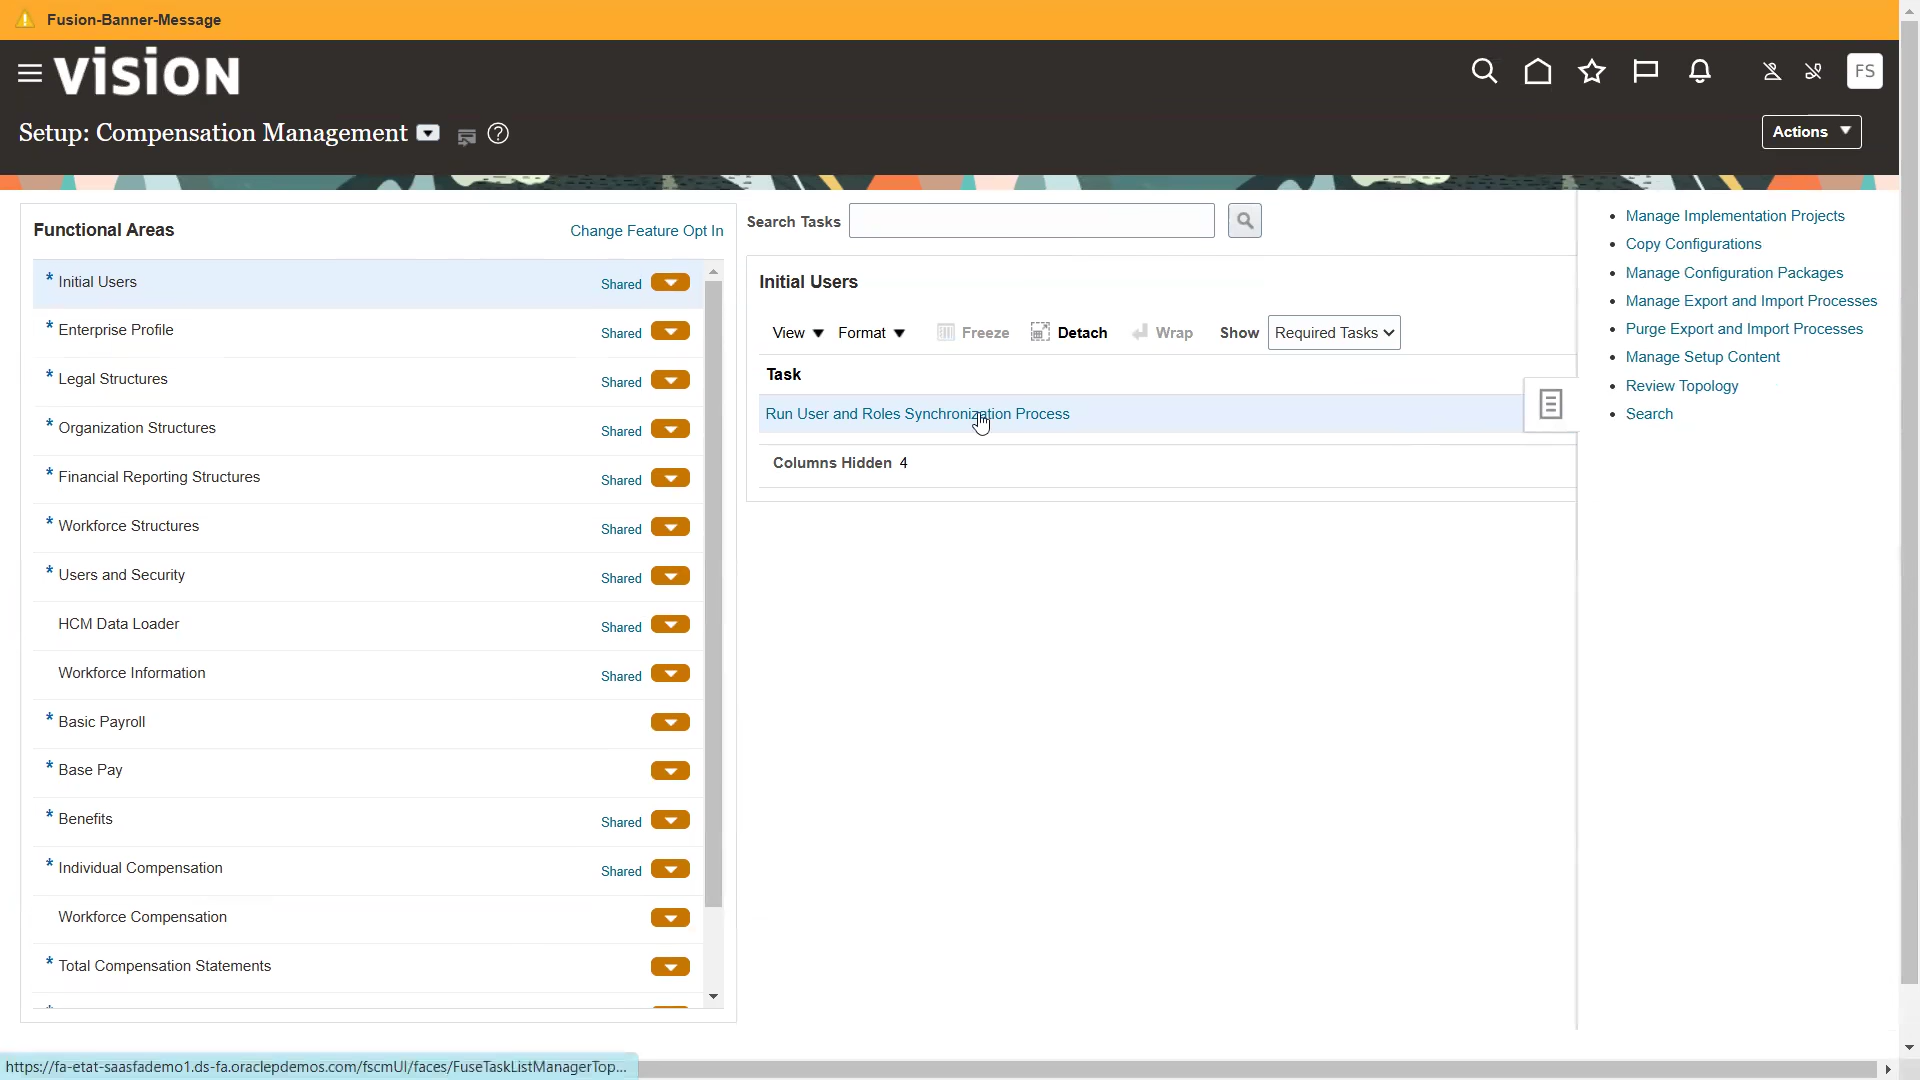 Fusion-Banner-Message
vision
Setup: Compensation Management
FS
Actions
Functional Areas
Change Feature Opt In
* Initial Users Shared
* Enterprise Profile Shared
* Legal Structures Shared
* Organization Structures Shared
* Financial Reporting Structures Shared
* Workforce Structures Shared
* Users and Security Shared
HCM Data Loader Shared
Workforce Information Shared
* Basic Payroll
* Base Pay
* Benefits Shared
* Individual Compensation Shared
Workforce Compensation
* Total Compensation Statements
Search Tasks
Initial Users
View Format Freeze Detach Wrap Show Required Tasks
Task
Run User and Roles Synchronization Process
Columns Hidden 4
• Manage Implementation Projects
• Copy Configurations
• Manage Configuration Packages
• Manage Export and Import Processes
• Purge Export and Import Processes
• Manage Setup Content
• Review Topology
• Search
https://fa-etat-saasfademo1.ds-fa.oraclepdemos.com/fscmUI/faces/FuseTaskListManagerTop...